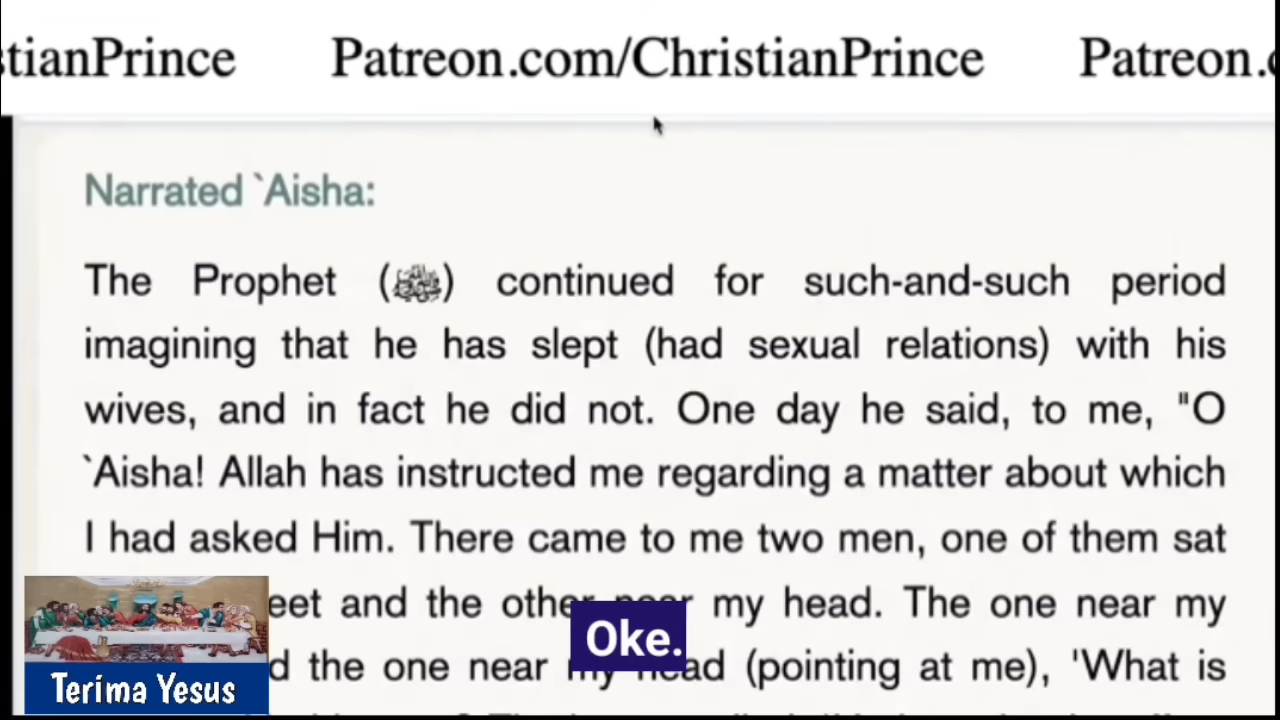 stianPrince Patreon.com/ChristianPrince Patreon.
Narrated `Aisha:
The Prophet (ﷺ) continued for such-and-such period
imagining that he has slept (had sexual relations) with his
wives, and in fact he did not. One day he said, to me, "O
`Aisha! Allah has instructed me regarding a matter about which
I had asked Him. There came to me two men, one of them sat
eet and the other near my head. The one near my
d the one near my head (pointing at me), 'What is
Oke.
Terima Yesus